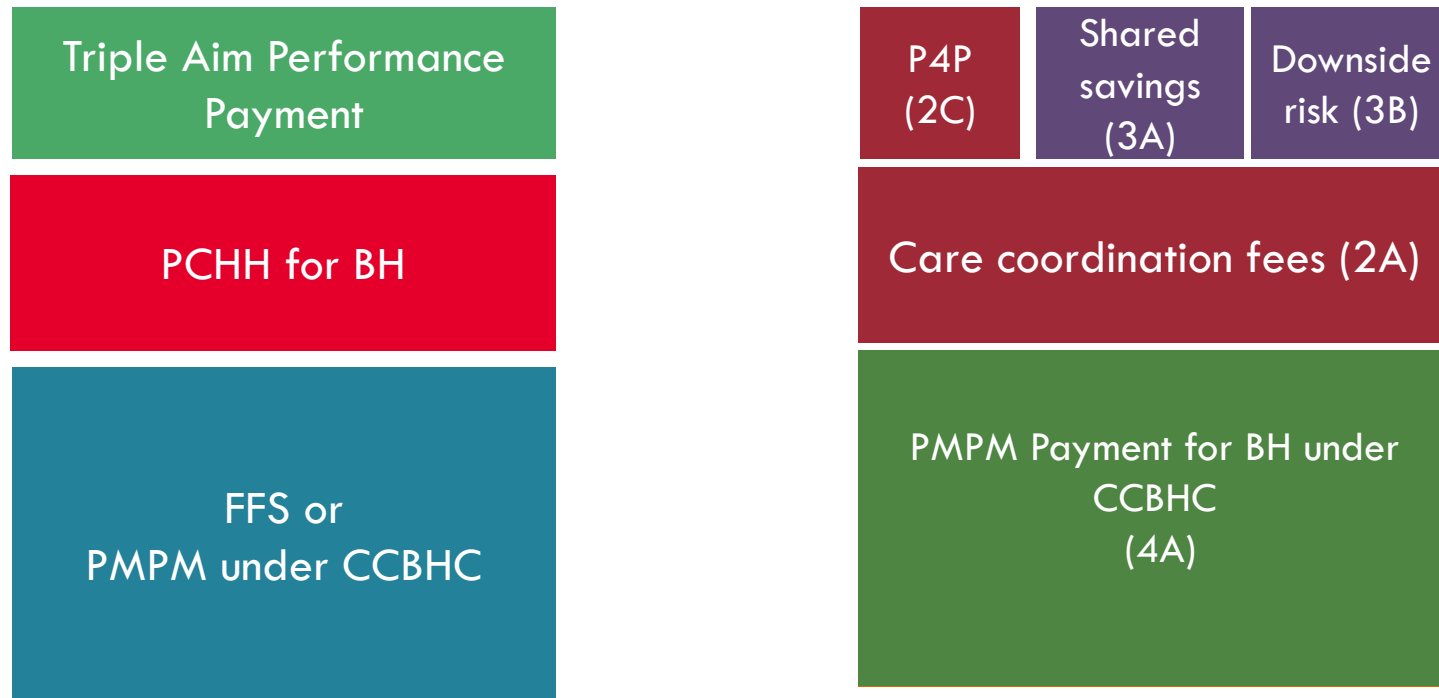 Triple Aim Performance
Payment
PCHH for BH
FFS or
PMPM under CCBHC
P4P
(2C)
Shared
savings
(3A)
Downside
risk (3B)
Care coordination fees (2A)
PMPM Payment for BH under
CCBHC
(4A)